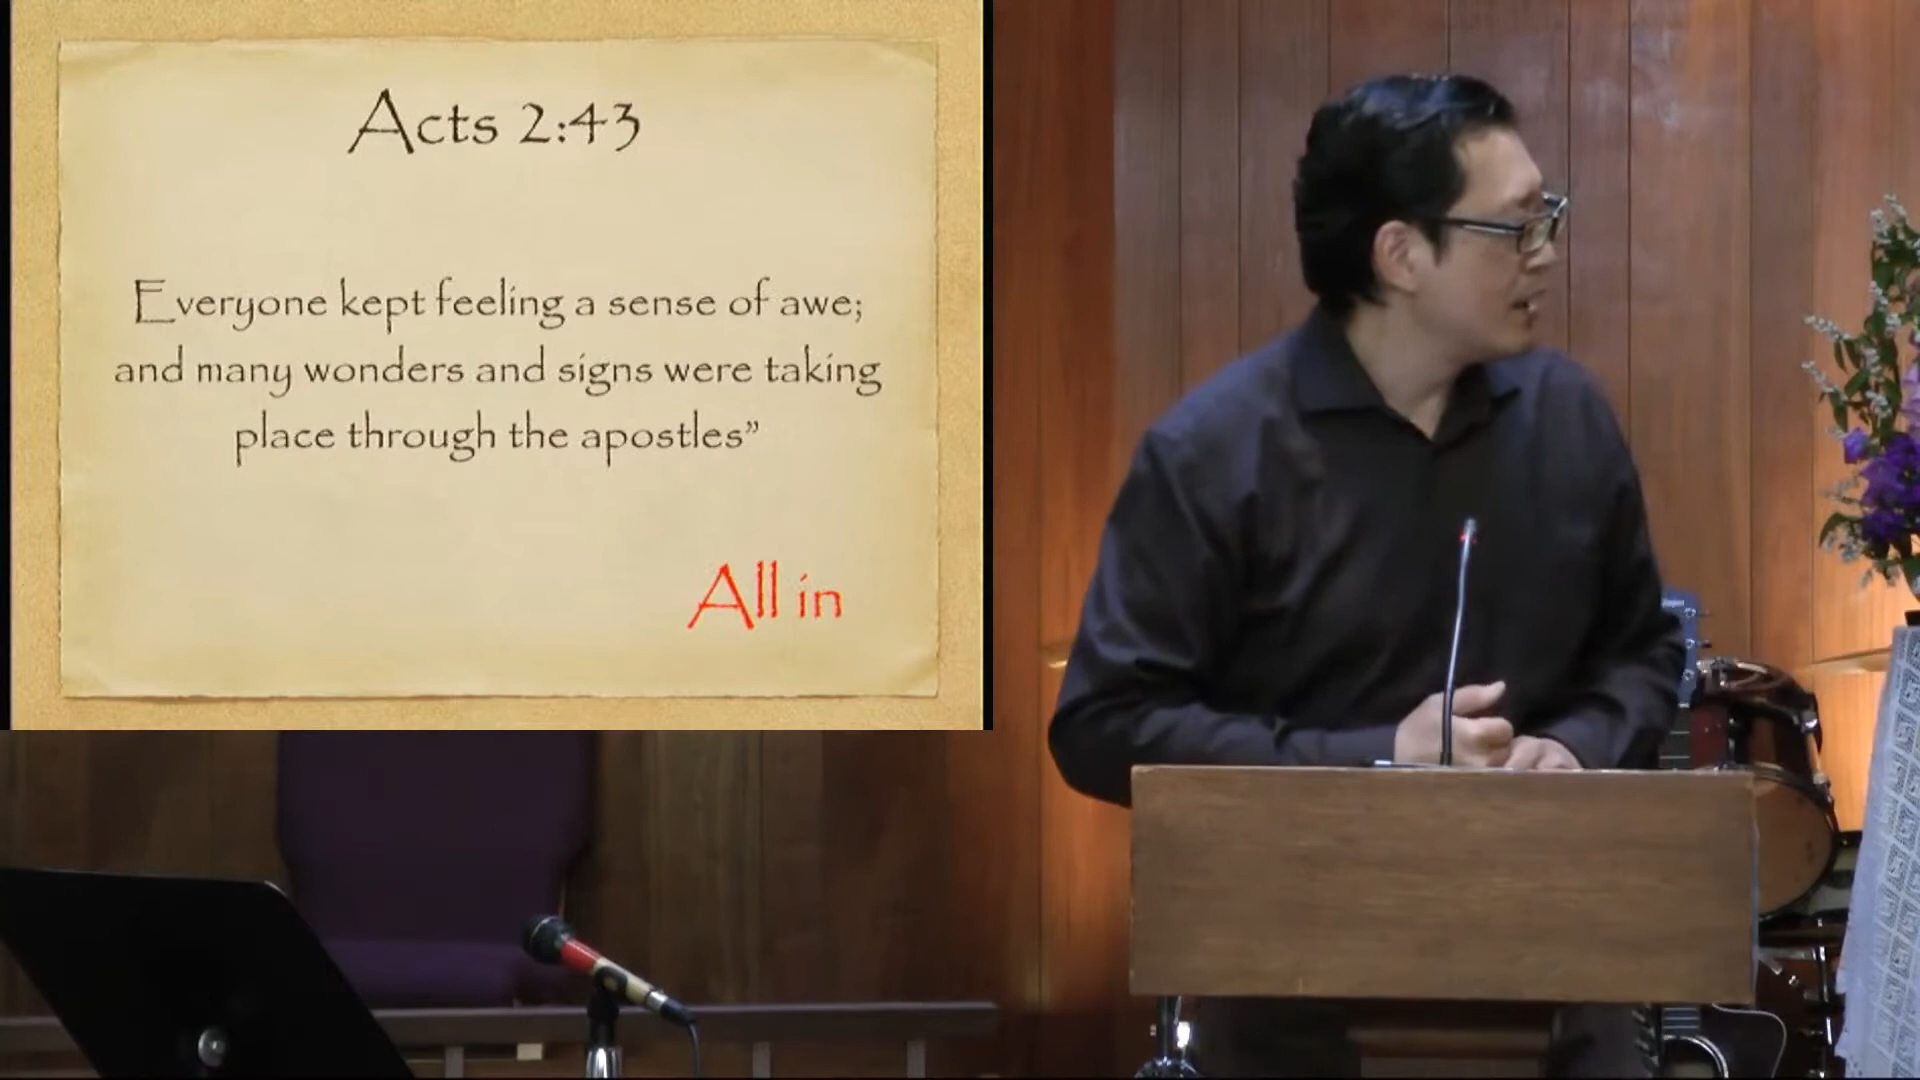 Acts 2:43
Everyone kept feeling a sense of awe;
and many wonders and signs were taking
place through the apostles”
All in